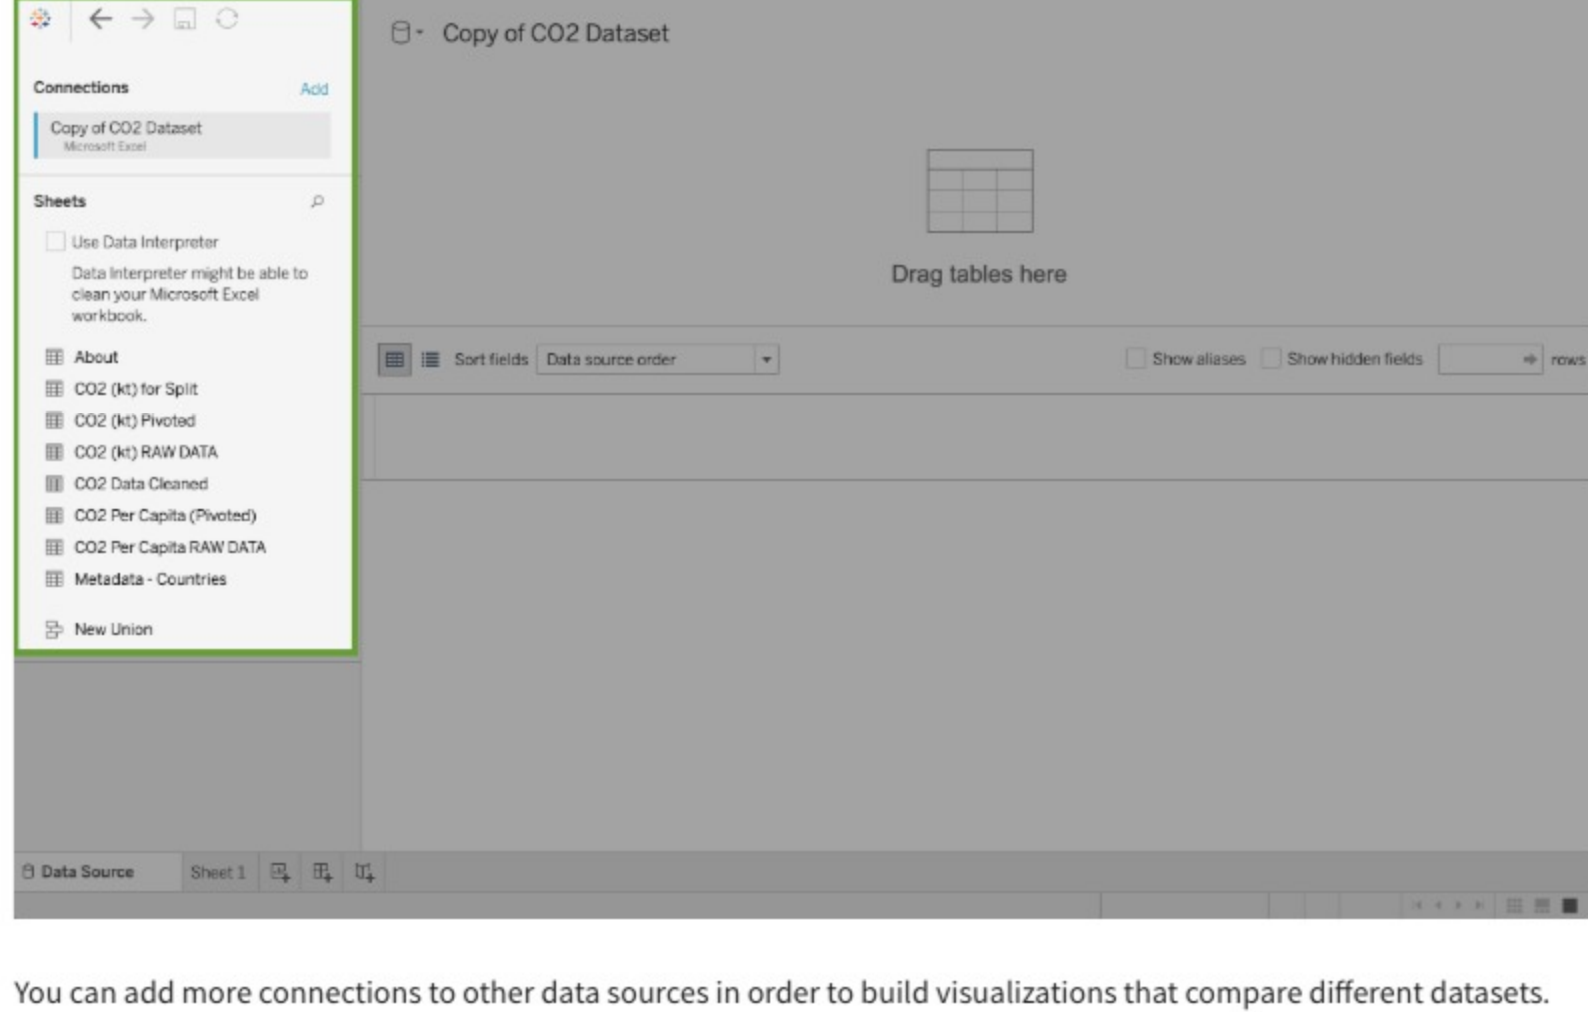 Copy of CO2 Dataset
Connections
Add
Copy of CO2 Dataset
Microsoft Excel
Sheets
Use Data Interpreter
Data Interpreter might be able to
clean your Microsoft Excel
workbook.
About
CO2 (kt) for Split
CO2 (kt) Pivoted
CO2 (kt) RAW DATA
CO2 Data Cleaned
CO2 Per Capita (Pivoted)
CO2 Per Capita RAW DATA
Metadata - Countries
New Union
Drag tables here
Sort fields Data source order
Show aliases Show hidden fields rows
Data Source Sheet 1
You can add more connections to other data sources in order to build visualizations that compare different datasets.